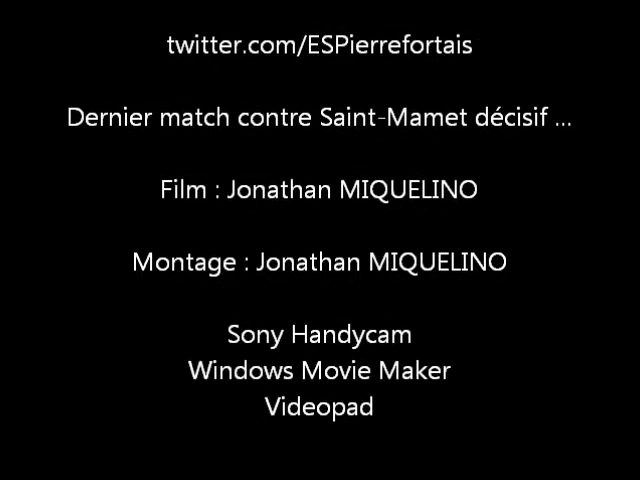 twitter.com/ESPierrefortais
Dernier match contre Saint-Mamet décisif ...
Film : Jonathan MIQUELINO
Montage : Jonathan MIQUELINO
Sony Handycam
Windows Movie Maker
Videopad